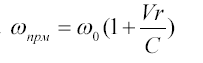 . ω_прм = ω_0(1 + Vr/C)